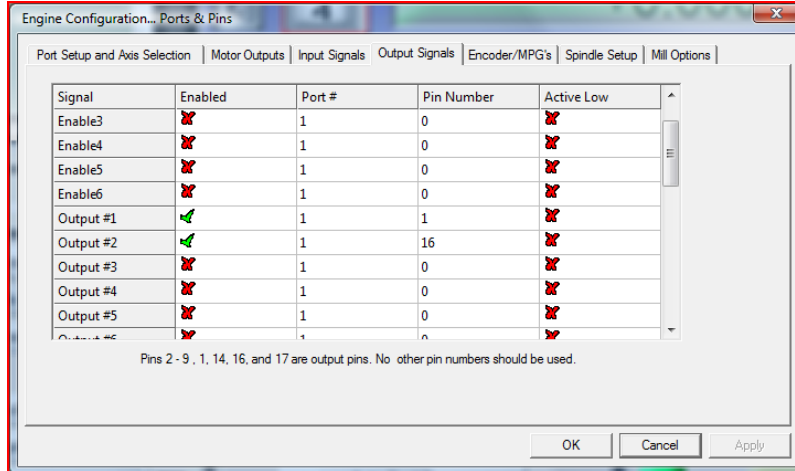 Engine Configuration... Ports & Pins
x
Port Setup and Axis Selection Motor Outputs Input Signals Output Signals Encoder/MPG's Spindle Setup Mill Options
Signal Enabled Port # Pin Number Active Low
Enable3 1 0
Enable4 1 0
Enable5 1 0
Enable6 1 0
Output #1 1 1
Output #2 1 16
Output #3 1 0
Output #4 1 0
Output #5 1 0
Output #6 1 0
Pins 2 - 9 , 1, 14, 16, and 17 are output pins. No other pin numbers should be used.
OK Cancel Apply